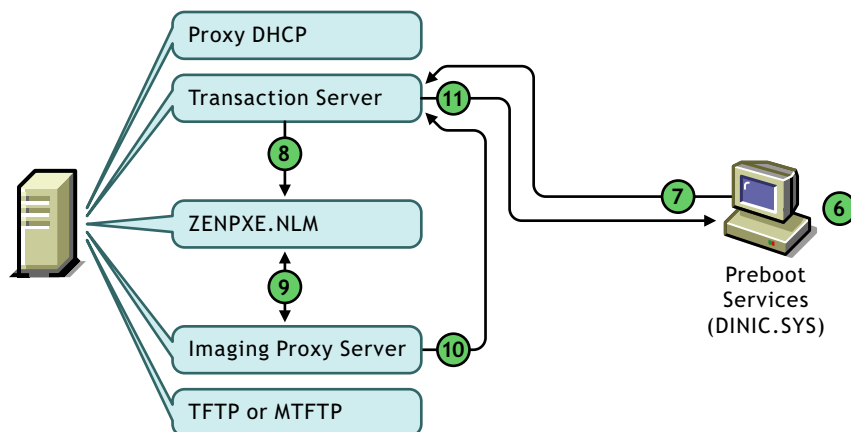 Proxy DHCP
Transaction Server
11
8
7
6
ZENPXE.NLM
9
Preboot
Services
(DINIC.SYS)
Imaging Proxy Server
10
TFTP or MTFTP